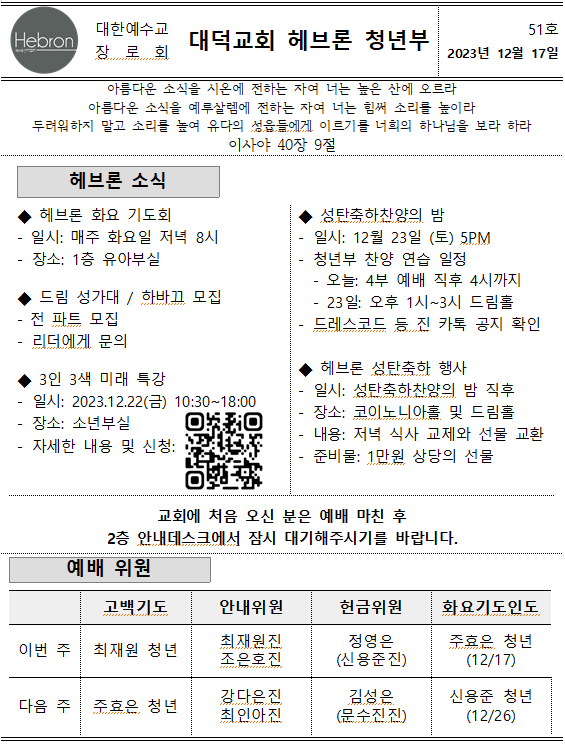 Hebron
대한예수교
장 로 회
대덕교회 헤브론 청년부
51호
2023년 12월 17일
아름다운 소식을 시온에 전하는 자여 너는 높은 산에 오르라
아름다운 소식을 예루살렘에 전하는 자여 너는 힘써 소리를 높이라
두려워하지 말고 소리를 높여 유다의 성읍들에게 이르기를 너희의 하나님을 보라 하라
이사야 40장 9절
헤브론 소식
◆ 헤브론 화요 기도회
- 일시: 매주 화요일 저녁 8시
- 장소: 1층 유아부실
◆ 드림 성가대 / 하바끄 모집
- 전 파트 모집
- 리더에게 문의
◆ 3인 3색 미래 특강
- 일시: 2023.12.22(금) 10:30~18:00
- 장소: 소년부실
- 자세한 내용 및 신청:
◆ 성탄축하찬양의 밤
- 일시: 12월 23일 (토) 5PM
- 청년부 찬양 연습 일정
- 오늘: 4부 예배 직후 4시까지
- 23일: 오후 1시~3시 드림홀
- 드레스코드 등 진 카톡 공지 확인
◆ 헤브론 성탄축하 행사
- 일시: 성탄축하찬양의 밤 직후
- 장소: 코이노니아홀 및 드림홀
- 내용: 저녁 식사 교제와 선물 교환
- 준비물: 1만원 상당의 선물
교회에 처음 오신 분은 예배 마친 후
2층 안내데스크에서 잠시 대기해주시기를 바랍니다.
예배 위원
고백기도 안내위원 헌금위원 화요기도인도
이번 주 최재원 청년 최재원진 조은호진 정영은 (신용준진) 주효은 청년 (12/17)
다음 주 주효은 청년 강다은진 최인아진 김성은 (문수진진) 신용준 청년 (12/26)